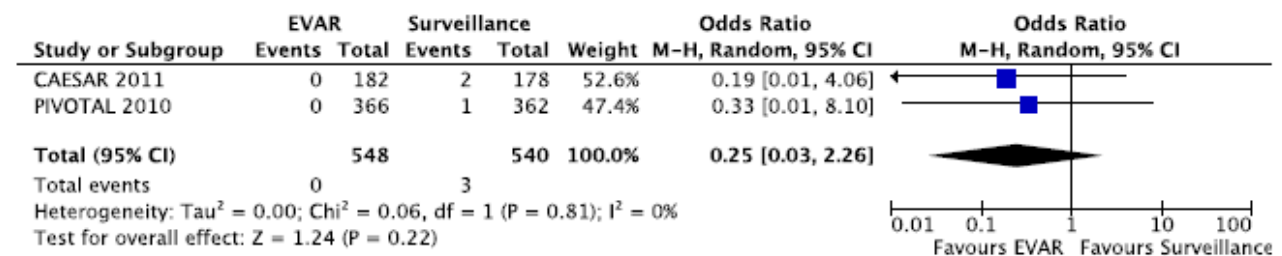 EVAR Surveillance Odds Ratio Odds Ratio
Study or Subgroup Events Total Events Total Weight M-H, Random, 95% CI M-H, Random, 95% CI
CAESAR 2011 0 182 2 178 52.6% 0.19 [0.01, 4.06]
PIVOTAL 2010 0 366 1 362 47.4% 0.33 [0.01, 8.10]
Total (95% CI) 548 540 100.0% 0.25 [0.03, 2.26]
Total events 0 3
Heterogeneity: Tau² = 0.00; Chi² = 0.06, df = 1 (P = 0.81); I² = 0%
Test for overall effect: Z = 1.24 (P = 0.22)
0.01 0.1 1 10 100
Favours EVAR Favours Surveillance